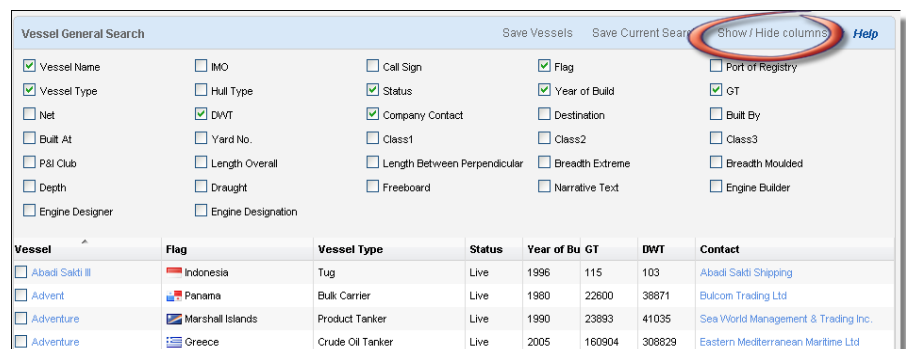 Vessel General Search Save Vessels Save Current Sear Show / Hide columns Help
Vessel Name IMO Call Sign Flag Port of Registry
Vessel Type Hull Type Status Year of Build GT
Net DWT Company Contact Destination Built By
Built At Yard No. Class1 Class2 Class3
P&I Club Length Overall Length Between Perpendicular Breadth Extreme Breadth Moulded
Depth Draught Freeboard Narrative Text Engine Builder
Engine Designer Engine Designation
Vessel Flag Vessel Type Status Year of Bu GT DWT Contact
Abadi Sakti III Indonesia Tug Live 1996 115 103 Abadi Sakti Shipping
Advent Panama Bulk Carrier Live 1980 22600 38871 Bulcom Trading Ltd
Adventure Marshall Islands Product Tanker Live 1990 23893 41035 Sea World Management & Trading Inc.
Adventure Greece Crude Oil Tanker Live 2005 160904 308829 Eastern Mediterranean Maritime Ltd